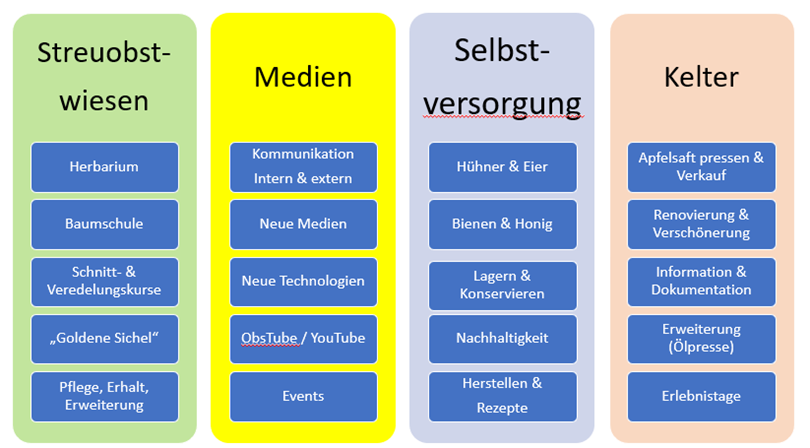 Streuobst-
wiesen
Herbarium
Baumschule
Schnitt- &
Veredelungskurse
„Goldene Sichel“
Pflege, Erhalt,
Erweiterung
Medien
Kommunikation
Intern & extern
Neue Medien
Neue Technologien
ObsTube / YouTube
Events
Selbst-
versorgung
Hühner & Eier
Bienen & Honig
Lagern &
Konservieren
Nachhaltigkeit
Herstellen &
Rezepte
Kelter
Apfelsaft pressen &
Verkauf
Renovierung &
Verschönerung
Information &
Dokumentation
Erweiterung
(Ölpresse)
Erlebnistage